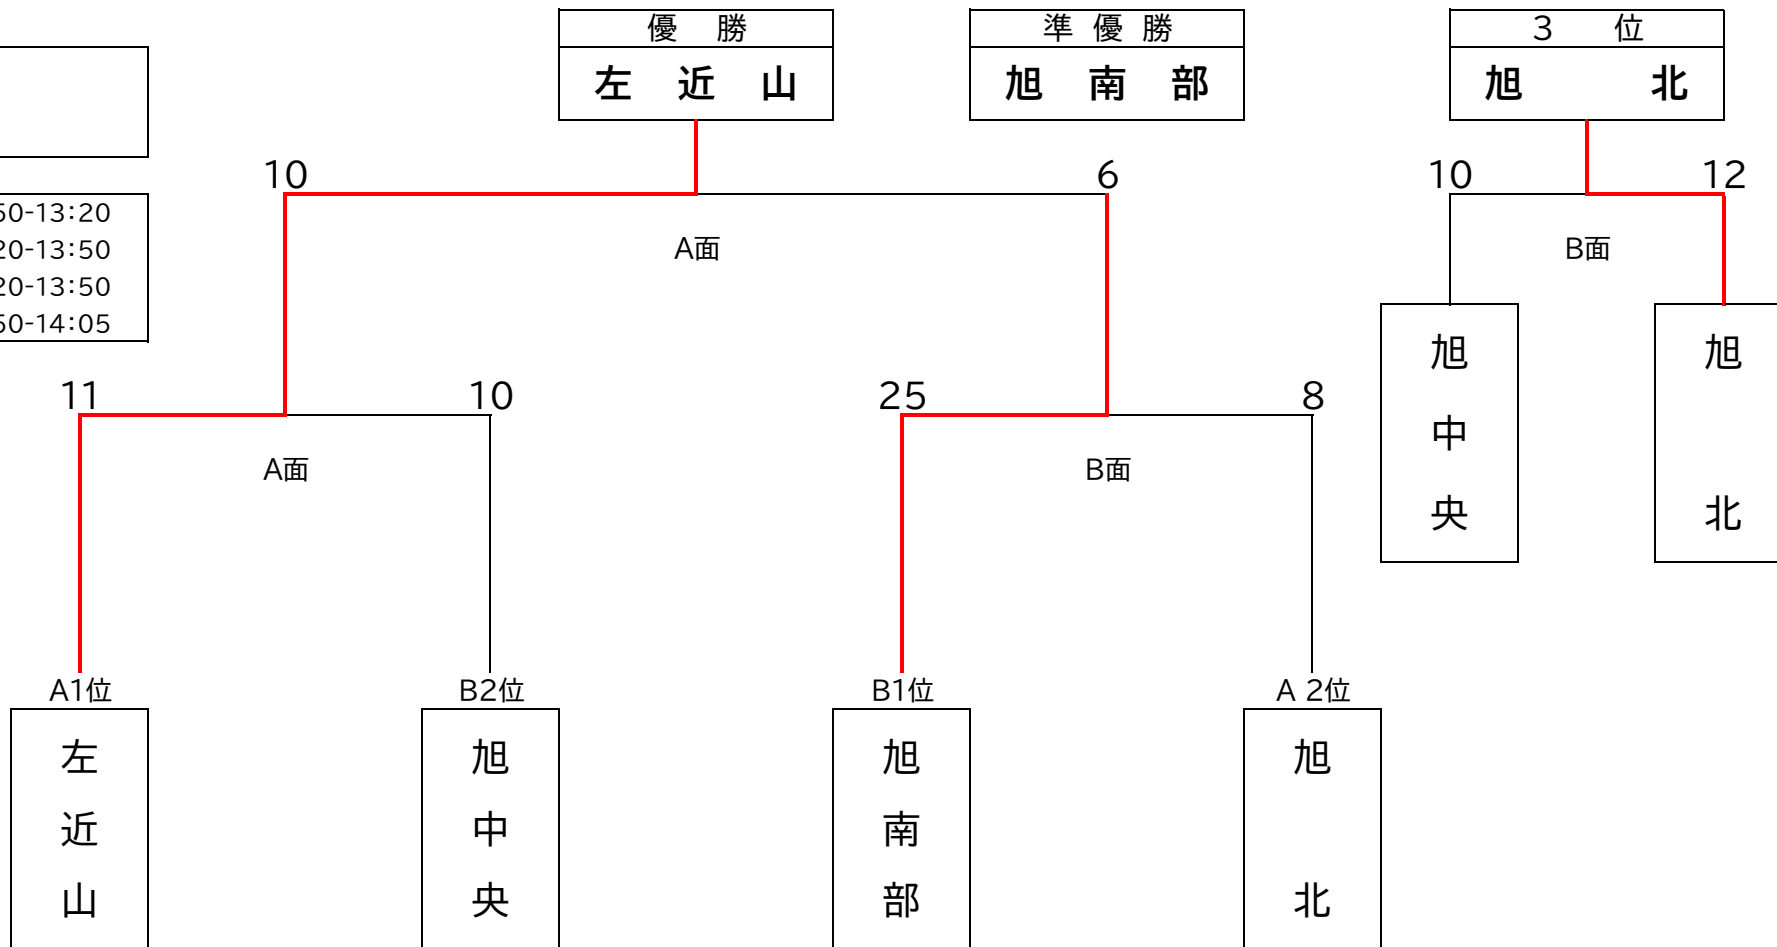 優 勝
左 近 山
準 優 勝
旭 南 部
3 位
旭 北
10
6
10
12
50-13:20
20-13:50
20-13:50
50-14:05
A面
B面
旭中央
旭北
11
10
25
8
A面
B面
A1位
B2位
B1位
A 2位
左近山
旭中央
旭南部
旭北